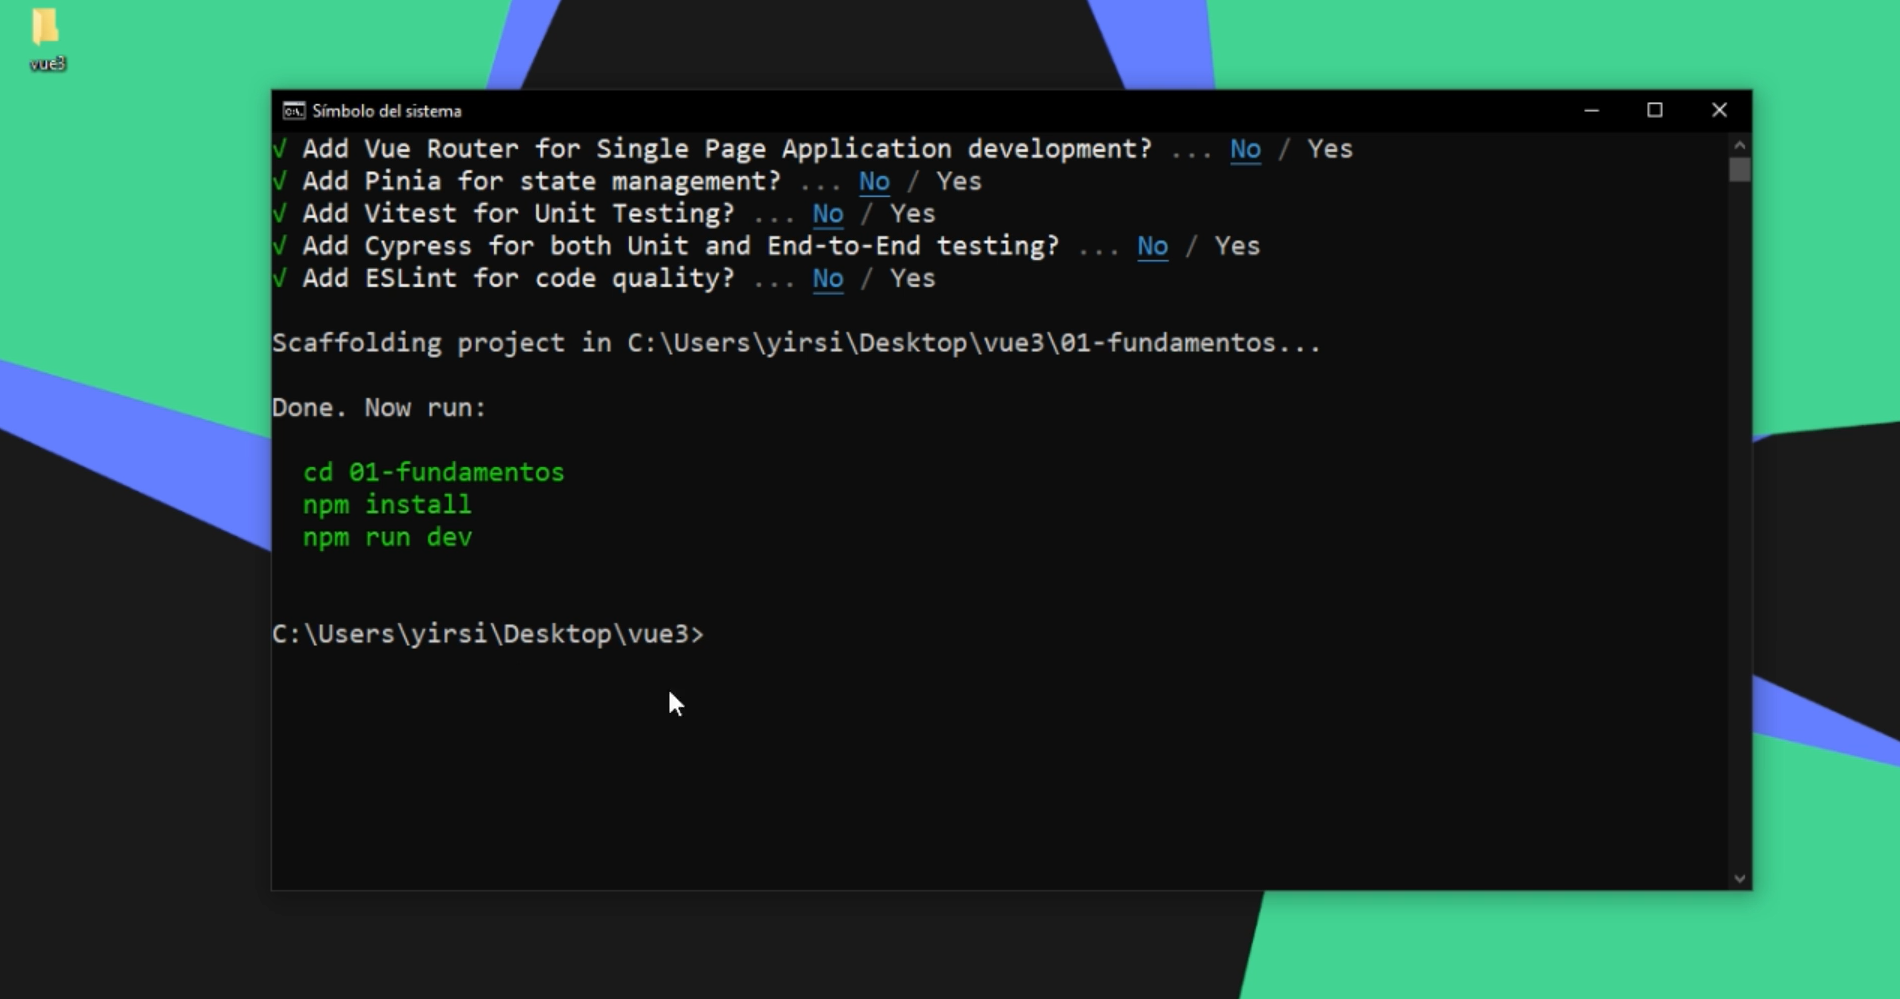 vue3
Símbolo del sistema
√ Add Vue Router for Single Page Application development? ... No / Yes
√ Add Pinia for state management? ... No / Yes
√ Add Vitest for Unit Testing? ... No / Yes
√ Add Cypress for both Unit and End-to-End testing? ... No / Yes
√ Add ESLint for code quality? ... No / Yes
Scaffolding project in C:\Users\yirsi\Desktop\vue3\01-fundamentos...
Done. Now run:
cd 01-fundamentos
npm install
npm run dev
C:\Users\yirsi\Desktop\vue3>